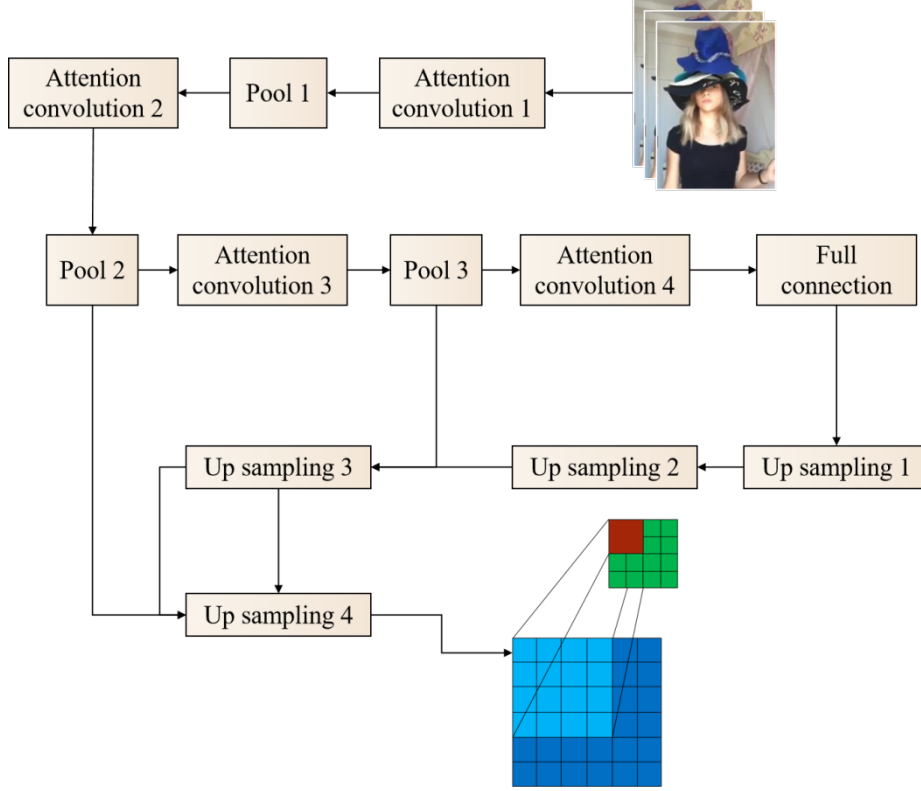 Attention
convolution 2
Pool 1
Attention
convolution 1
Pool 2
Attention
convolution 3
Pool 3
Attention
convolution 4
Full
connection
Up sampling 3
Up sampling 2
Up sampling 1
Up sampling 4